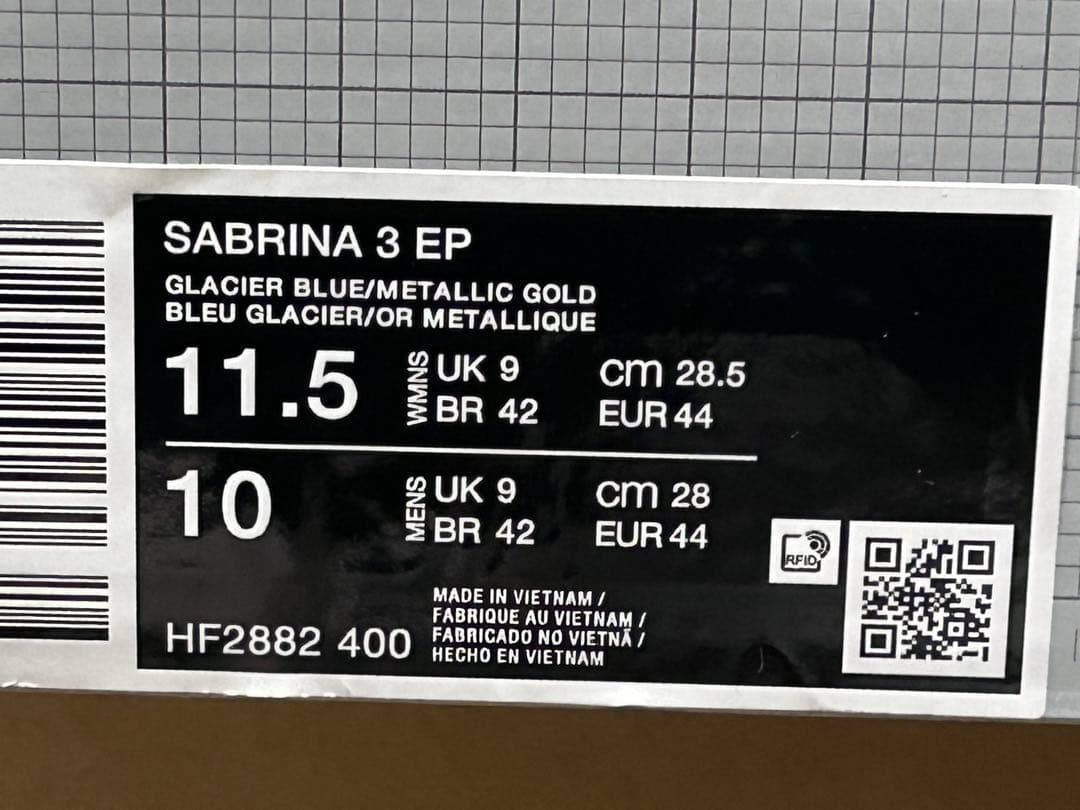 SABRINA 3 EP
GLACIER BLUE/METALLIC GOLD
BLEU GLACIER/OR METALLIQUE
11.5 WMNS UK 9 cm 28.5
BR 42 EUR 44
10 MENS UK 9 cm 28
BR 42 EUR 44
RFID
MADE IN VIETNAM /
FABRIQUE AU VIETNAM /
FABRICADO NO VIETNÃ /
HECHO EN VIETNAM
HF2882 400